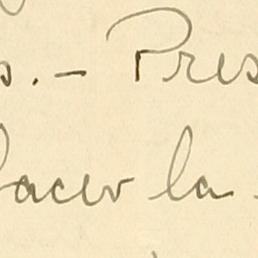 s. – Pres
hacer la